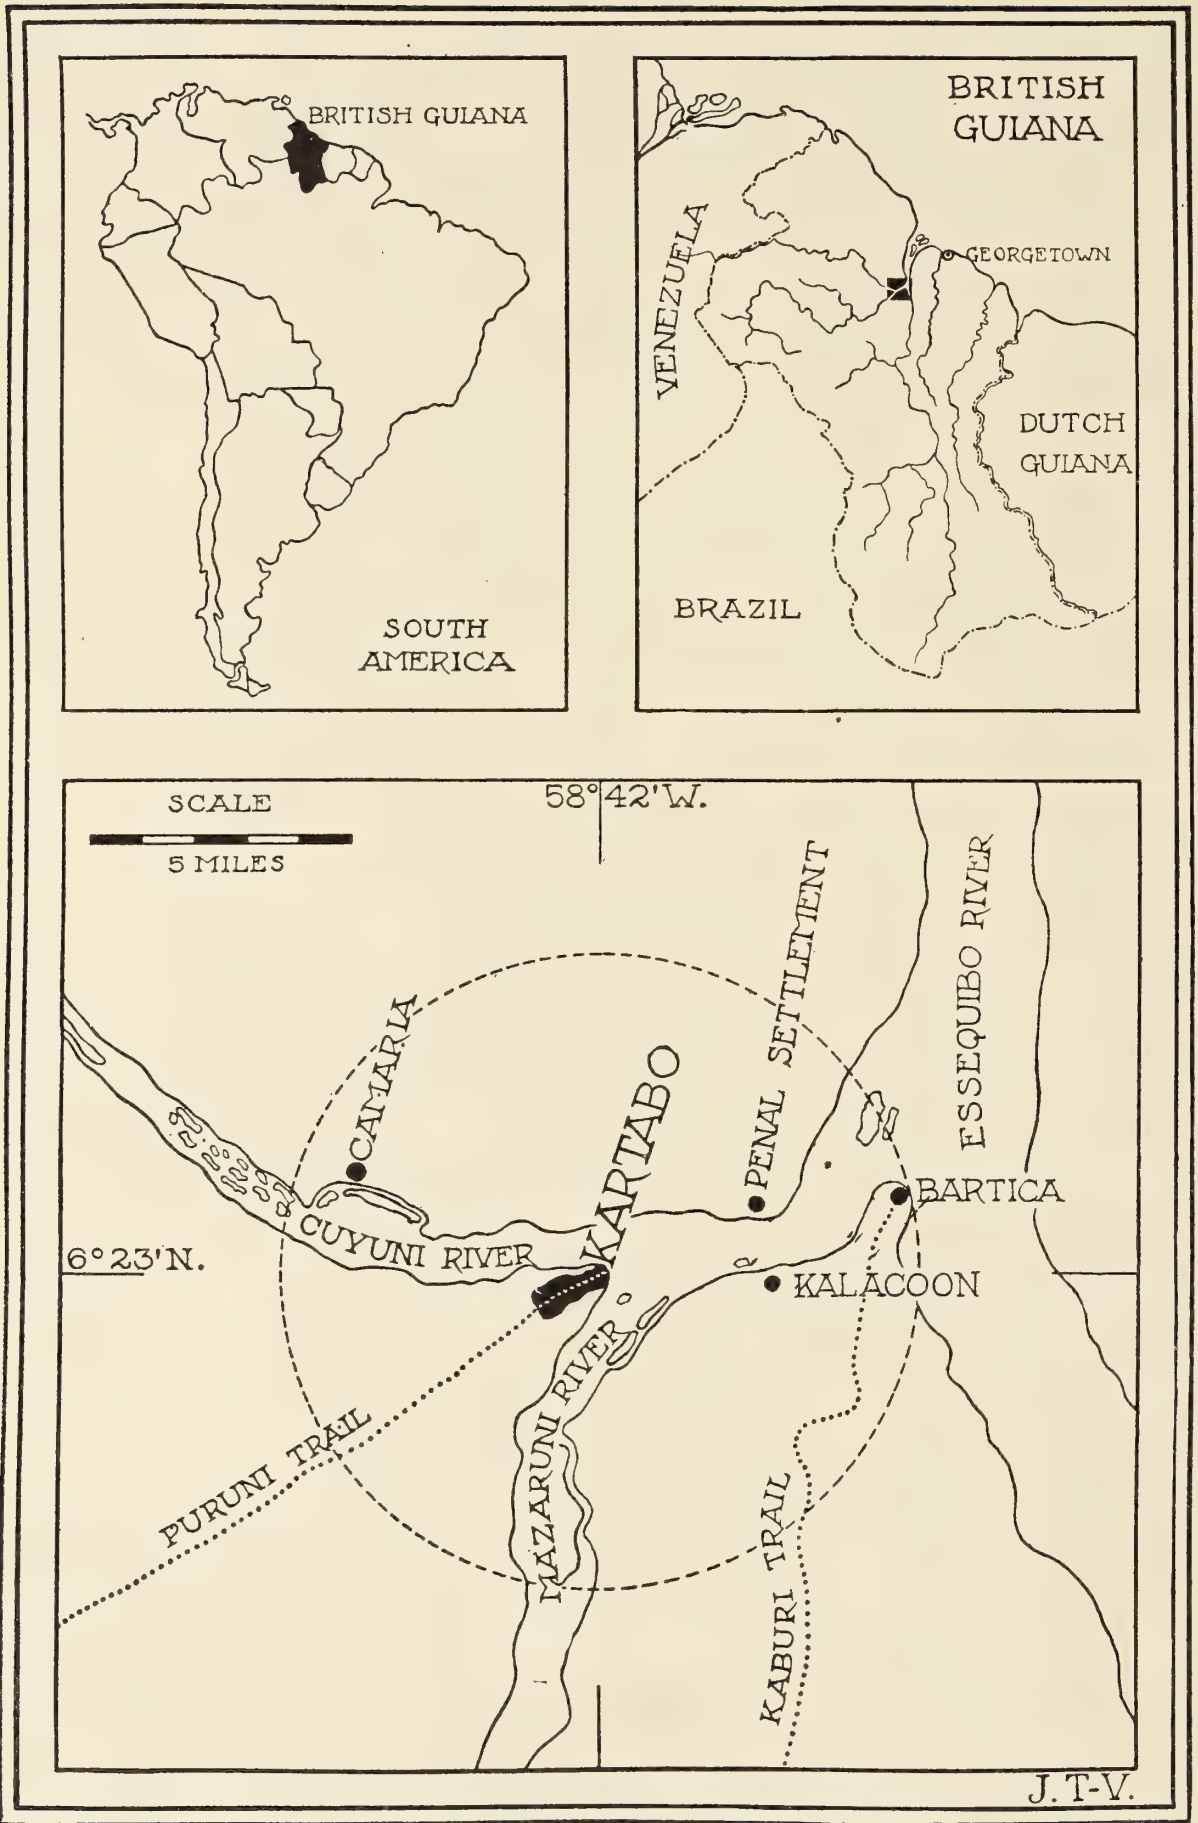 BRITISH GUIANA
SOUTH
AMERICA
BRITISH
GUIANA
VENEZUELA
GEORGETOWN
DUTCH
GUIANA
BRAZIL
SCALE
5 MILES
58°42'W.
PENAL SETTLEMENT
ESSEQUIBO RIVER
CAMARIA
KARTABO
BARTICA
CUYUNI RIVER
6°23'N.
KALACOON
MAZARUNI RIVER
PURUNI TRAIL
KABURI TRAIL
J. T-V.